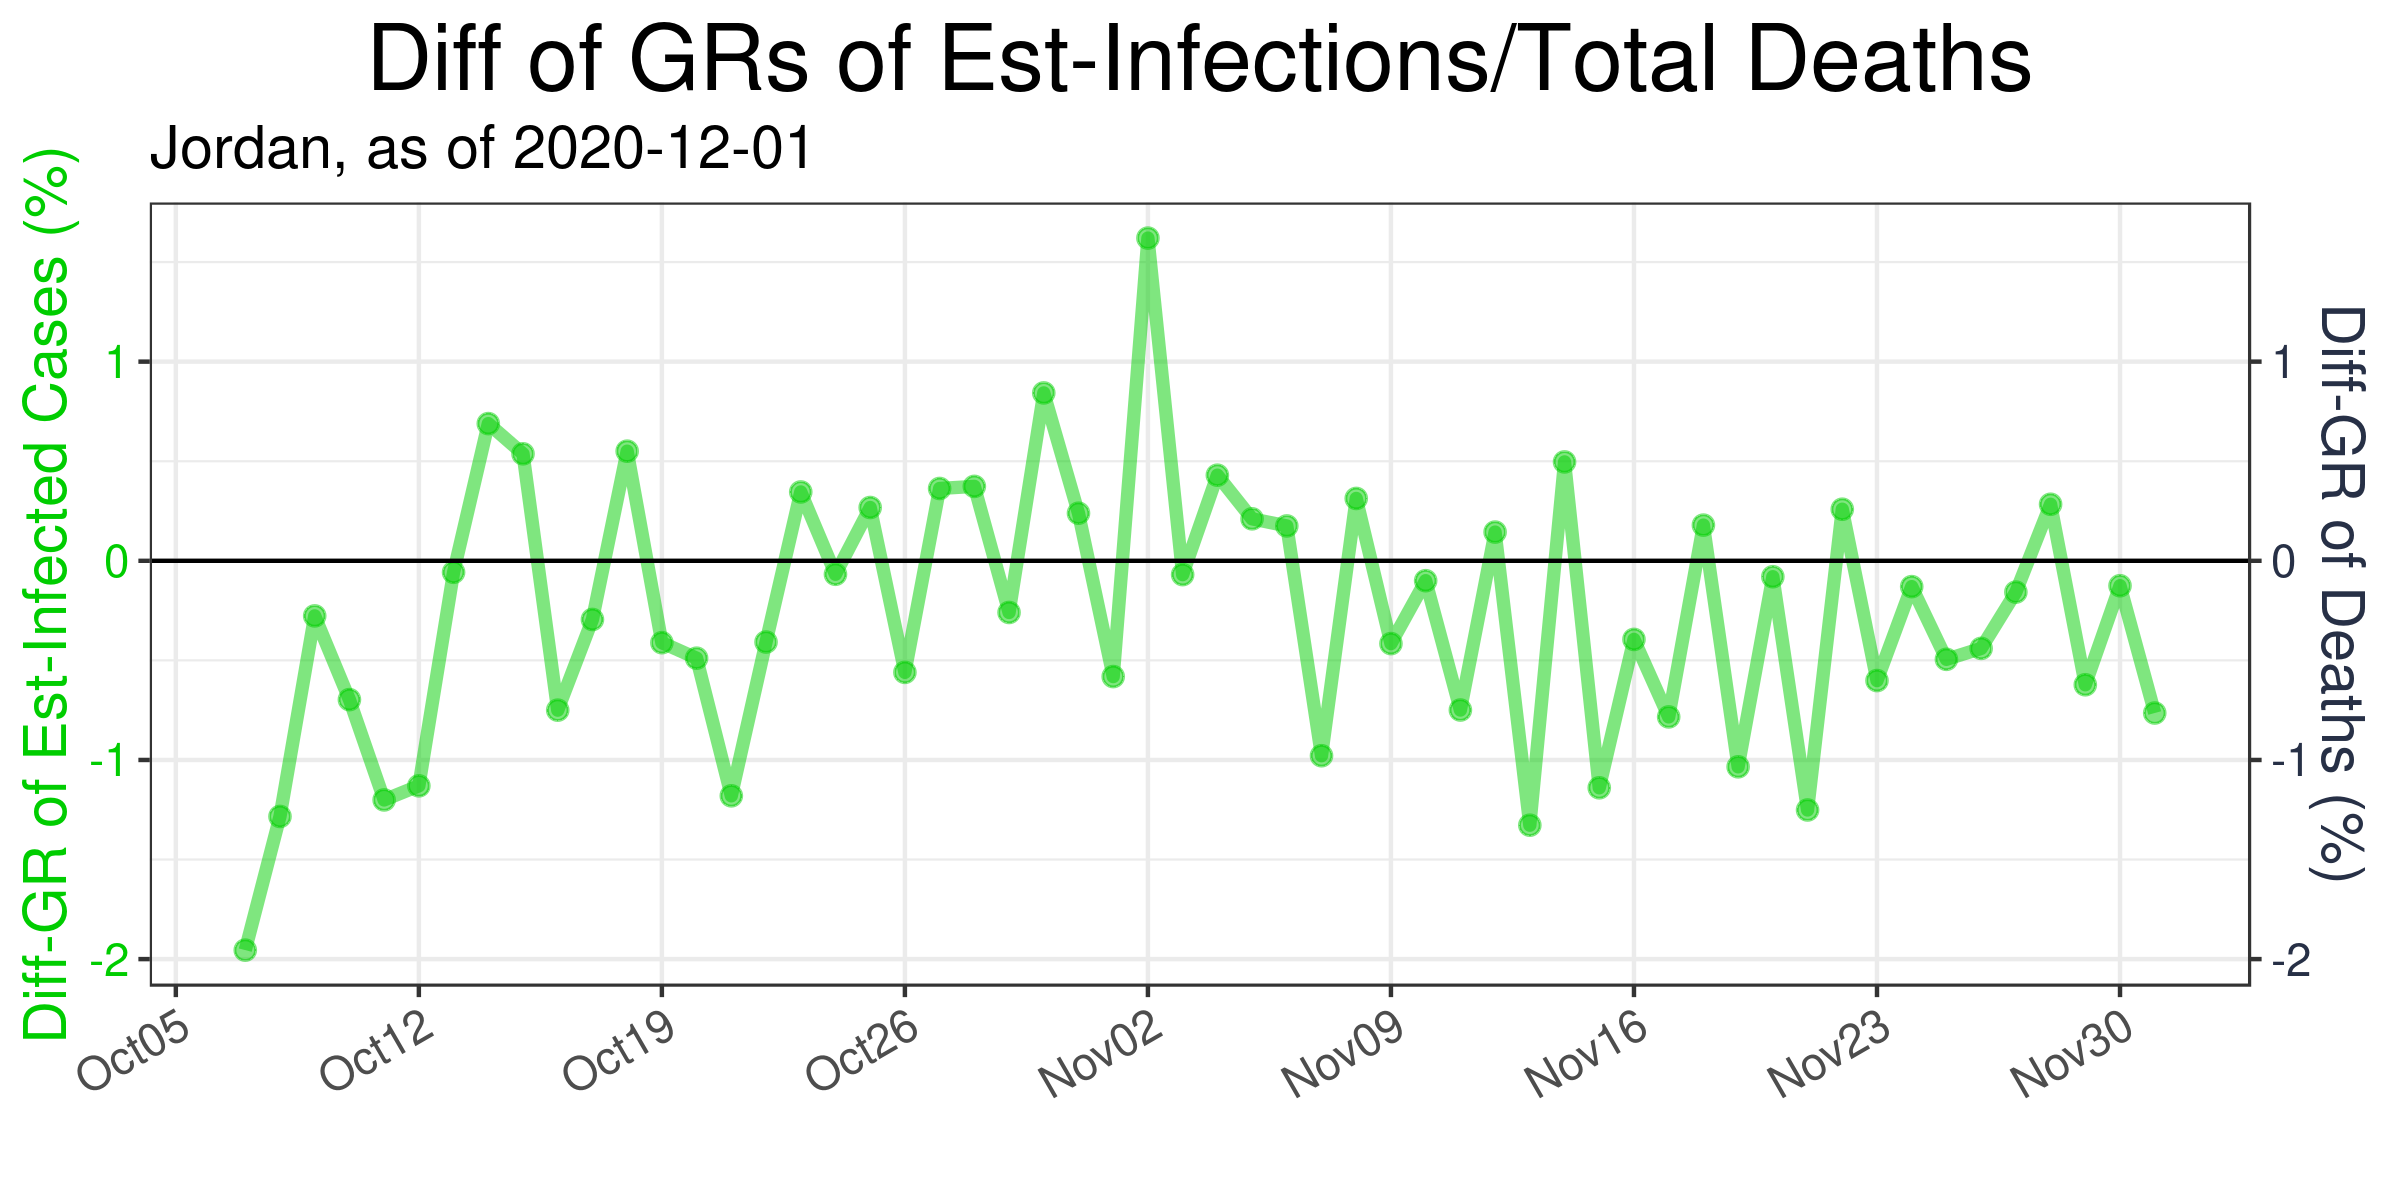 Diff of GRs of Est-Infections/Total Deaths
Jordan, as of 2020-12-01
Diff-GR of Est-Infected Cases (%)
1
0
-1
-2
1
0
-1
-2
Diff-GR of Deaths (%)
Oct05
Oct12
Oct19
Oct26
Nov02
Nov09
Nov16
Nov23
Nov30